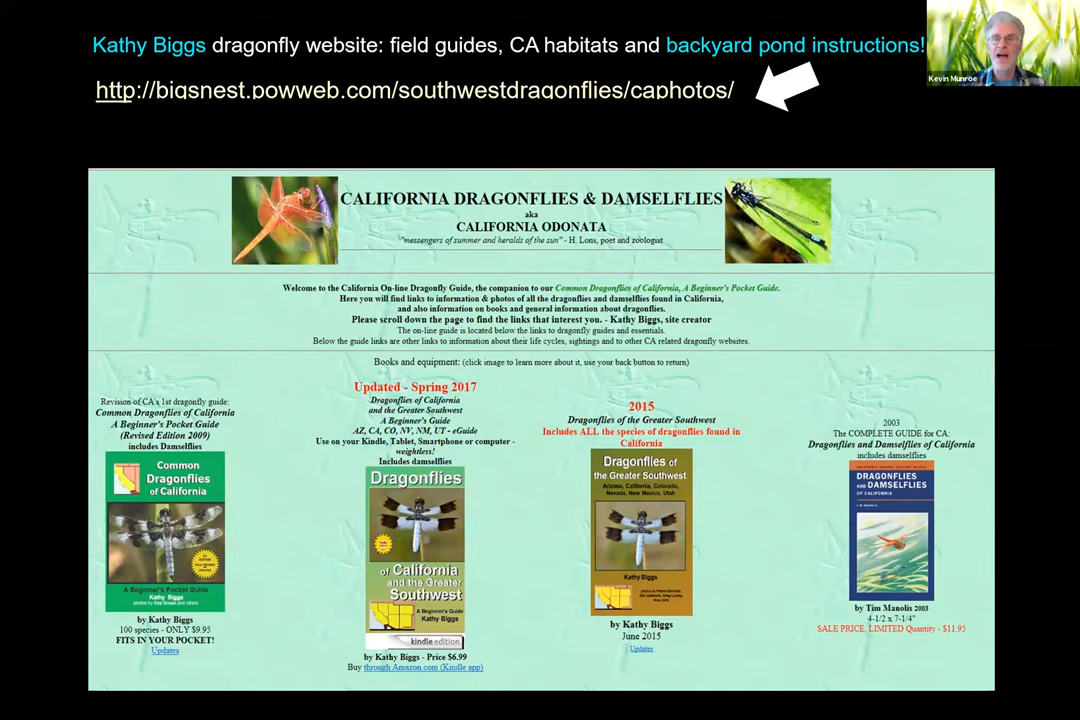 Kathy Biggs dragonfly website: field guides, CA habitats and backyard pond instructions!
Kevin Munroe
http://bigsnest.powweb.com/southwestdragonflies/caphotos/
CALIFORNIA DRAGONFLIES & DAMSELFLIES
aka
CALIFORNIA ODONATA
"messengers of summer and heralds of the sun" - H. Lons, poet and zoologist
Welcome to the California On-line Dragonfly Guide, the companion to our Common Dragonflies of California, A Beginner's Pocket Guide.
Here you will find links to information & photos of all the dragonflies and damselflies found in California,
and also information on books and general information about dragonflies.
Please scroll down the page to find the links that interest you. - Kathy Biggs, site creator
The on-line guide is located below the links to dragonfly guides and essentials.
Below the guide links are other links to information about their life cycles, sightings and to other CA related dragonfly websites.
Books and equipment: (click image to learn more about it, use your back button to return)
Revision of CA's 1st dragonfly guide:
Common Dragonflies of California
A Beginner's Pocket Guide
(Revised Edition 2009)
includes Damselflies
Common
Dragonflies
of California
A Beginner's Pocket Guide
Kathy Biggs
by Kathy Biggs
100 species - ONLY $9.95
FITS IN YOUR POCKET!
Updates
Updated - Spring 2017
Dragonflies of California
and the Greater Southwest
A Beginner's Guide
AZ, CA, CO, NV, NM, UT - eGuide
Use on your Kindle, Tablet, Smartphone or computer -
weightless!
Includes damselflies
Dragonflies
of California
and the Greater
Southwest
A Beginner's Guide
Kathy Biggs
kindle edition
by Kathy Biggs - Price $6.99
Buy through Amazon.com (Kindle app)
2015
Dragonflies of the Greater Southwest
Includes ALL the species of dragonflies found in
California
Dragonflies of
the Greater Southwest
Arizona, California, Colorado,
Nevada, New Mexico, Utah
Kathy Biggs
by Kathy Biggs
June 2015
Updates
2003
The COMPLETE GUIDE for CA:
Dragonflies and Damselflies of California
includes damselflies
DRAGONFLIES
AND DAMSELFLIES
OF CALIFORNIA
by Tim Manolis 2003
4-1/2 x 7-1/4"
SALE PRICE, LIMITED Quantity - $11.95